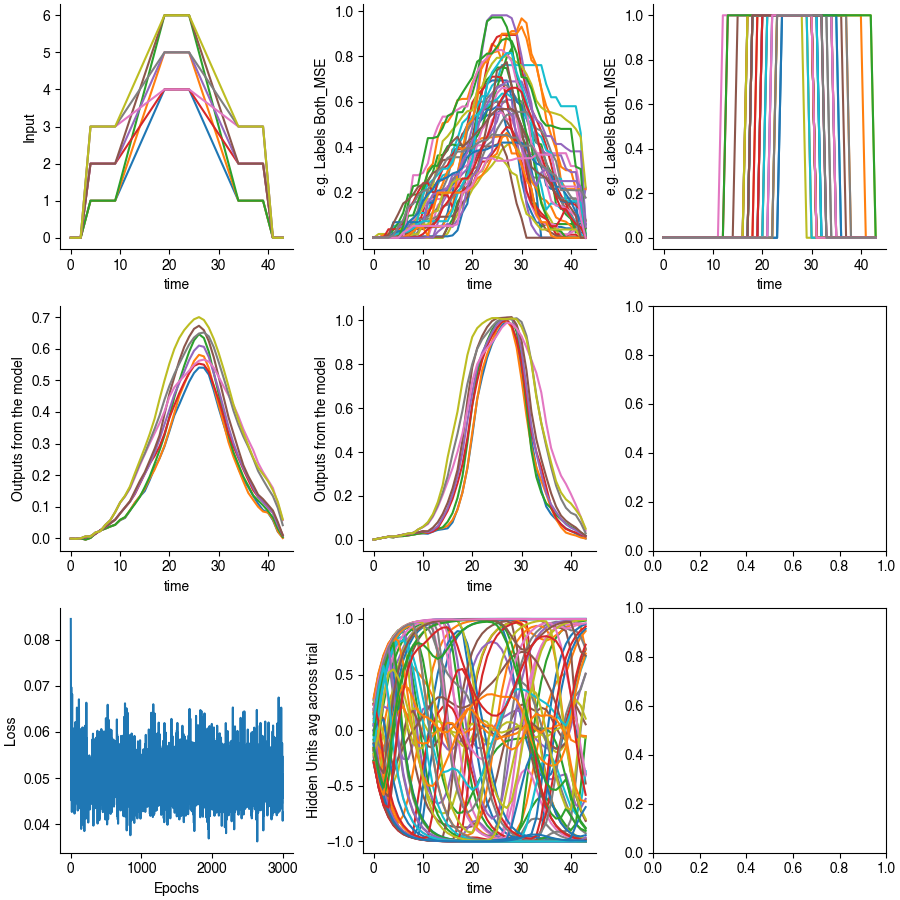 6
5
4
3
2
1
0
Input
0 10 20 30 40
time
1.0
0.8
0.6
0.4
0.2
0.0
e.g. Labels Both_MSE
0 10 20 30 40
time
1.0
0.8
0.6
0.4
0.2
0.0
e.g. Labels Both_MSE
0 20 40
time
0.7
0.6
0.5
0.4
0.3
0.2
0.1
0.0
Outputs from the model
0 10 20 30 40
time
1.0
0.8
0.6
0.4
0.2
0.0
Outputs from the model
0 10 20 30 40
time
1.0
0.8
0.6
0.4
0.2
0.0
0.0 0.2 0.4 0.6 0.8 1.0
0.08
0.07
0.06
0.05
0.04
Loss
0 1000 2000 3000
Epochs
1.0
0.5
0.0
−0.5
−1.0
Hidden Units avg across trial
0 10 20 30 40
time
1.0
0.8
0.6
0.4
0.2
0.0
0.0 0.2 0.4 0.6 0.8 1.0